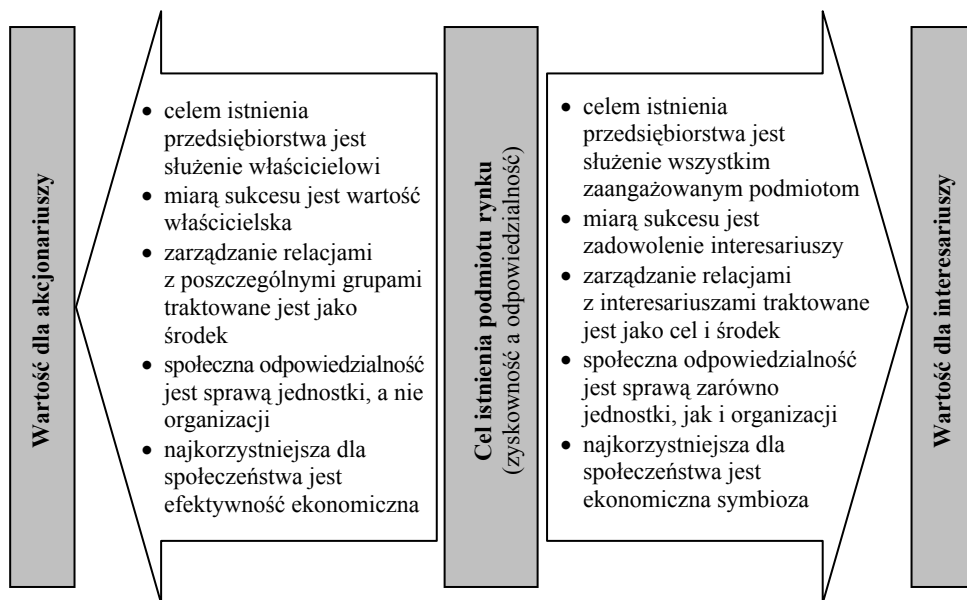 Wartość dla akcjonariuszy
• celem istnienia
przedsiębiorstwa jest
służenie właścicielowi
• miarą sukcesu jest wartość
właścicielska
• zarządzanie relacjami
z poszczególnymi grupami
traktowane jest jako
środek
• społeczna odpowiedzialność
jest sprawą jednostki, a nie
organizacji
• najkorzystniejsza dla
społeczeństwa jest
efektywność ekonomiczna
Cel istnienia podmiotu rynku
(zyskowność a odpowiedzialność)
• celem istnienia
przedsiębiorstwa jest
służenie wszystkim
zaangażowanym podmiotom
• miarą sukcesu jest
zadowolenie interesariuszy
• zarządzanie relacjami
z interesariuszami traktowane
jest jako cel i środek
• społeczna odpowiedzialność
jest sprawą zarówno
jednostki, jak i organizacji
• najkorzystniejsza dla
społeczeństwa jest
ekonomiczna symbioza
Wartość dla interesariuszy